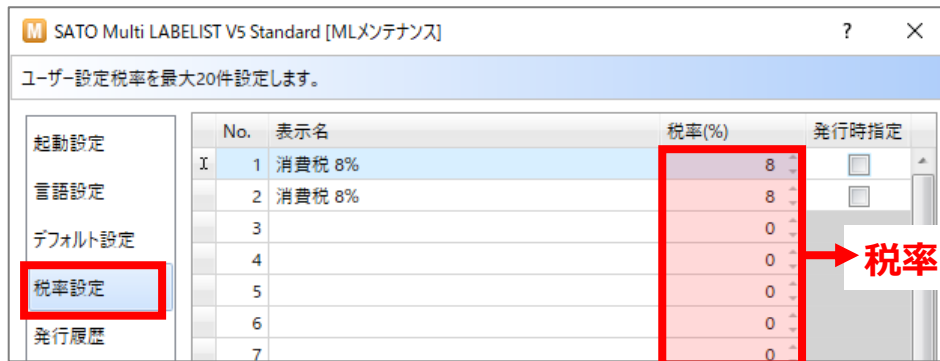 SATO Multi LABELIST V5 Standard [MLメンテナンス]
ユーザー設定税率を最大20件設定します。
起動設定
言語設定
デフォルト設定
税率設定
発行履歴
No. 表示名 税率(%) 発行時指定
1 消費税 8% 8
2 消費税 8% 8
3 0
4 0
5 0
6 0
7 0
税率